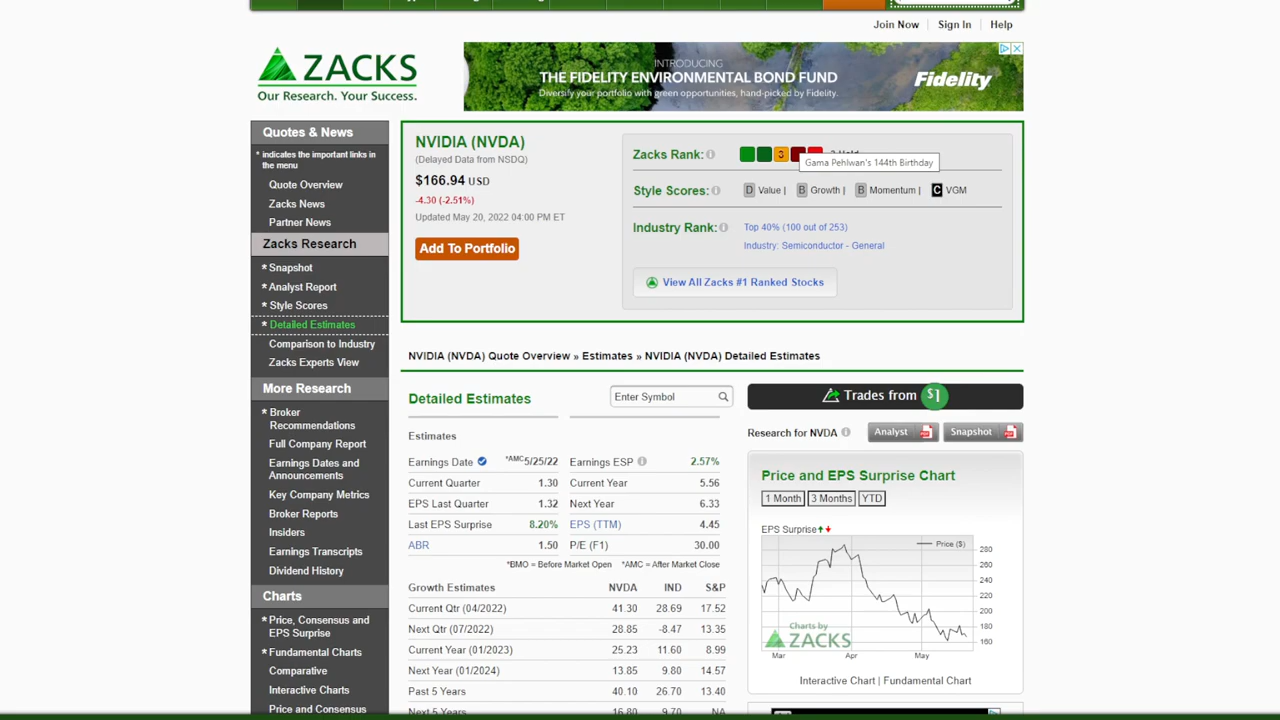 Join Now
Sign In
Help
ZACKS
Our Research. Your Success.
INTRODUCING
THE FIDELITY ENVIRONMENTAL BOND FUND
Diversify your portfolio with green opportunities, hand-picked by Fidelity.
Fidelity
Quotes & News
* indicates the important links in
the menu
Quote Overview
Zacks News
Partner News
Zacks Research
* Snapshot
* Analyst Report
* Style Scores
* Detailed Estimates
Comparison to Industry
Zacks Experts View
More Research
* Broker
Recommendations
Full Company Report
Earnings Dates and
Announcements
Key Company Metrics
Broker Reports
Insiders
Earnings Transcripts
Dividend History
Charts
* Price, Consensus and
EPS Surprise
* Fundamental Charts
Comparative
Interactive Charts
Price and Consensus
NVIDIA (NVDA)
(Delayed Data from NSDQ)
$166.94 USD
-4.30 (-2.51%)
Updated May 20, 2022 04:00 PM ET
Add To Portfolio
Zacks Rank:
3
Gama Pehlwan's 144th Birthday
Style Scores: D Value | B Growth | B Momentum | C VGM
Industry Rank: Top 40% (100 out of 253)
Industry: Semiconductor - General
View All Zacks #1 Ranked Stocks
NVIDIA (NVDA) Quote Overview » Estimates » NVIDIA (NVDA) Detailed Estimates
Detailed Estimates
Enter Symbol
Estimates
Earnings Date *AMC5/25/22 Earnings ESP 2.57%
Current Quarter 1.30 Current Year 5.56
EPS Last Quarter 1.32 Next Year 6.33
Last EPS Surprise 8.20% EPS (TTM) 4.45
ABR 1.50 P/E (F1) 30.00
*BMO = Before Market Open *AMC = After Market Close
Growth Estimates NVDA IND S&P
Current Qtr (04/2022) 41.30 28.69 17.52
Next Qtr (07/2022) 28.85 -8.47 13.35
Current Year (01/2023) 25.23 11.60 8.99
Next Year (01/2024) 13.85 9.80 14.57
Past 5 Years 40.10 26.70 13.40
Next 5 Years 16.80 9.70 NA
Trades from $1
Research for NVDA
Analyst
Snapshot
Price and EPS Surprise Chart
1 Month
3 Months
YTD
EPS Surprise
Price ($)
280
260
240
220
200
180
160
Charts by
ZACKS
Mar Apr May
Interactive Chart | Fundamental Chart